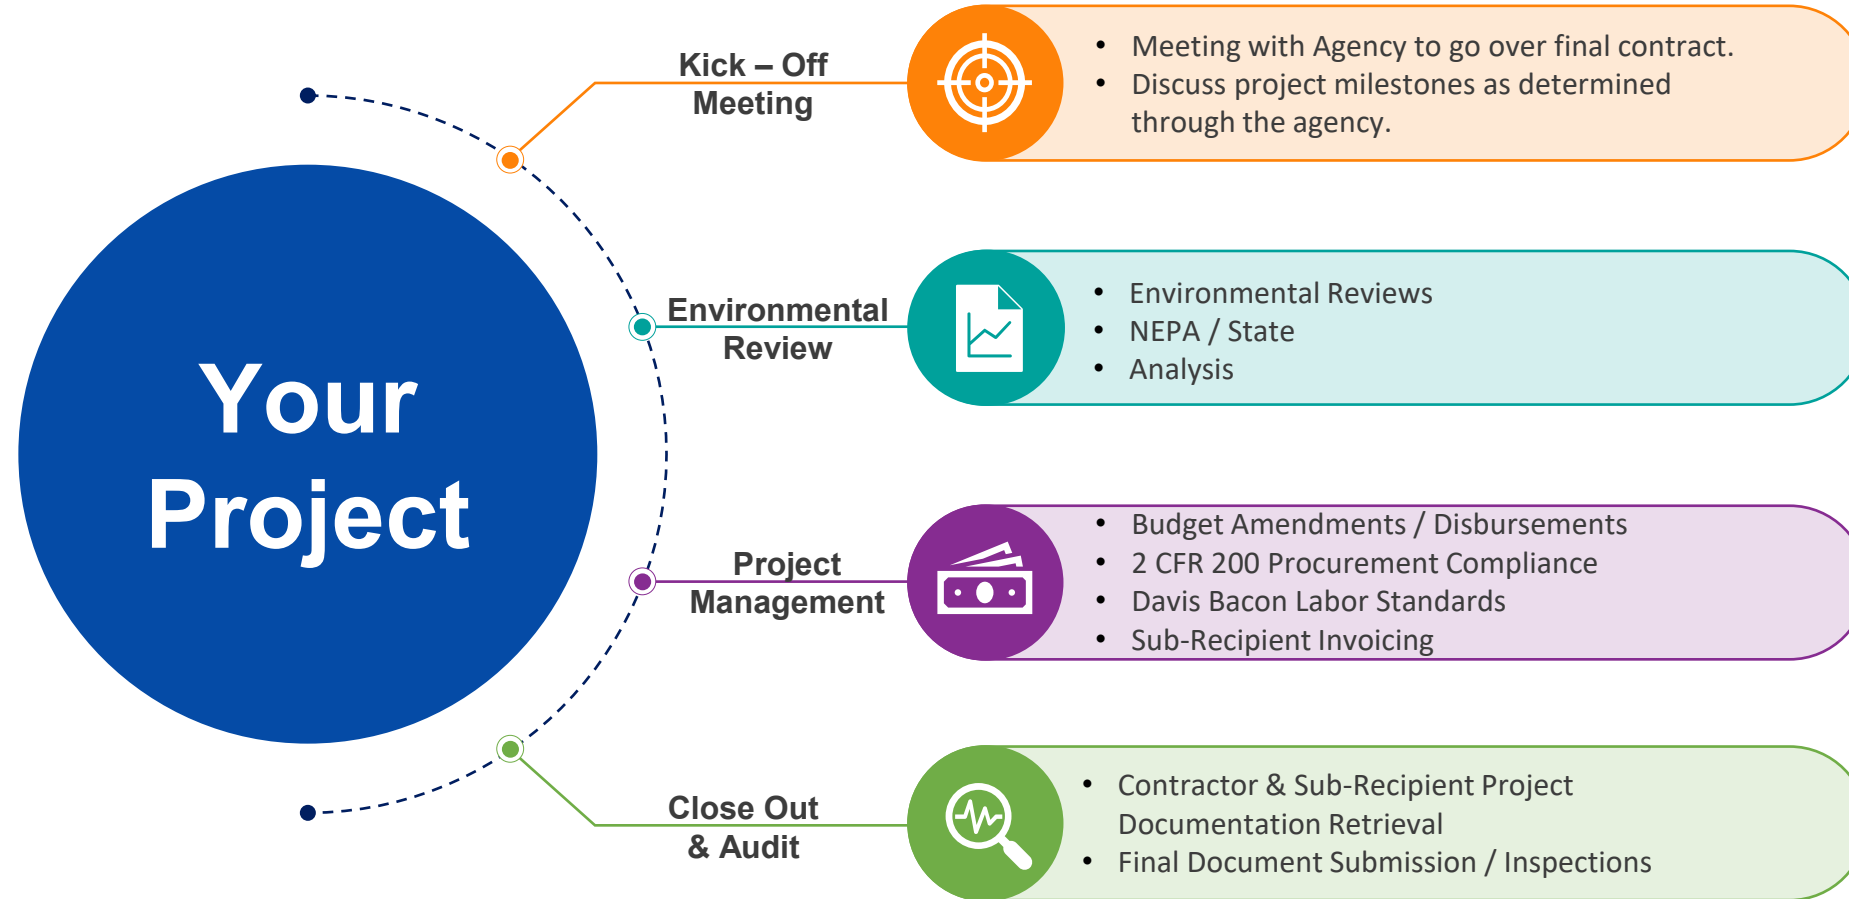 Your
Project
Kick – Off
Meeting
• Meeting with Agency to go over final contract.
• Discuss project milestones as determined
through the agency.
Environmental
Review
• Environmental Reviews
• NEPA / State
• Analysis
Project
Management
• Budget Amendments / Disbursements
• 2 CFR 200 Procurement Compliance
• Davis Bacon Labor Standards
• Sub-Recipient Invoicing
Close Out
& Audit
• Contractor & Sub-Recipient Project
Documentation Retrieval
• Final Document Submission / Inspections